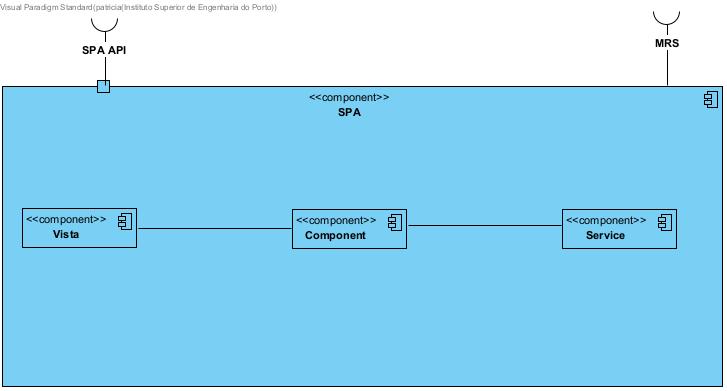 Visual Paradigm Standard(patricia(Instituto Superior de Engenharia do Porto))
SPA API
MRS
<<component>>
SPA
<<component>>
Vista
<<component>>
Component
<<component>>
Service